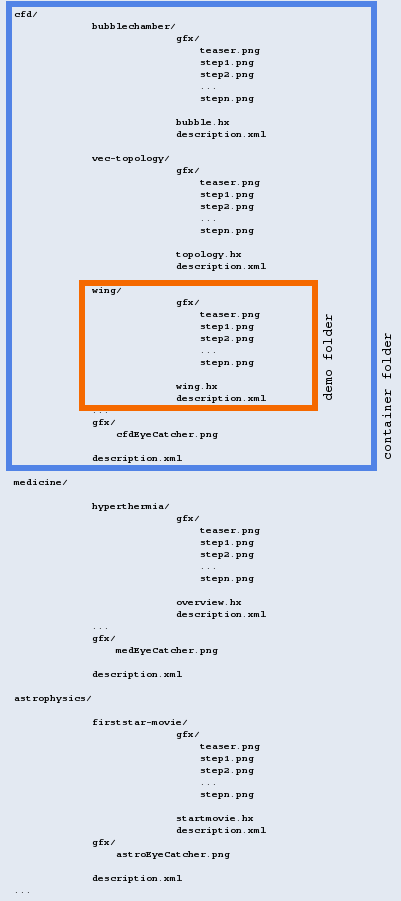 cfd/
bubblechamber/
gfx/
teaser.png
step1.png
step2.png
...
stepn.png
bubble.hx
description.xml
vec-topology/
gfx/
teaser.png
step1.png
step2.png
...
stepn.png
topology.hx
description.xml
wing/
gfx/
teaser.png
step1.png
step2.png
...
stepn.png
wing.hx
description.xml
demo folder
container folder
...
gfx/
cfdEyeCatcher.png
description.xml
medicine/
hyperthermia/
gfx/
teaser.png
step1.png
step2.png
...
stepn.png
overview.hx
description.xml
...
gfx/
medEyeCatcher.png
description.xml
astrophysics/
firststar-movie/
gfx/
teaser.png
step1.png
step2.png
...
stepn.png
startmovie.hx
description.xml
gfx/
astroEyeCatcher.png
description.xml
...